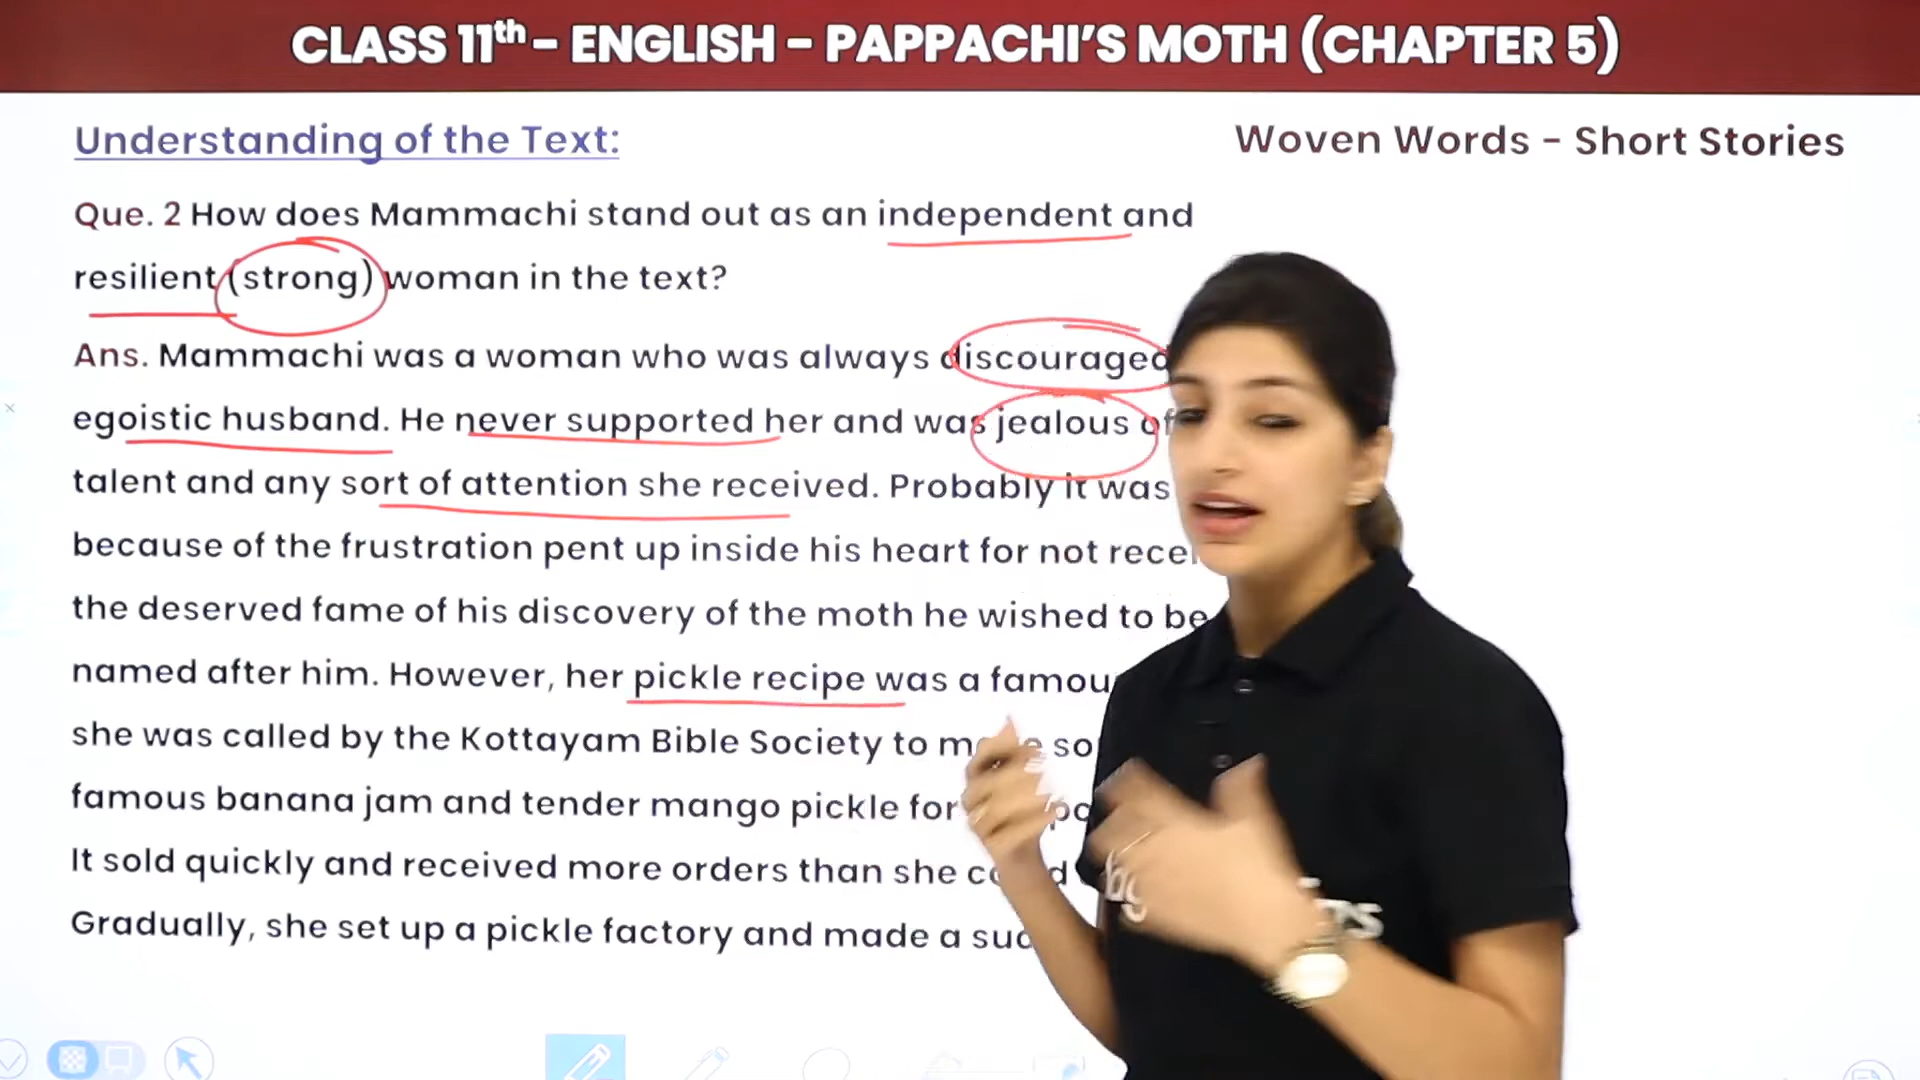 CLASS 11th – ENGLISH – PAPPACHI'S MOTH (CHAPTER 5)
Understanding of the Text:
Woven Words – Short Stories
Que. 2 How does Mammachi stand out as an independent and
resilient (strong) woman in the text?
Ans. Mammachi was a woman who was always discouraged
egoistic husband. He never supported her and was jealous of
talent and any sort of attention she received. Probably it was
because of the frustration pent up inside his heart for not
the deserved fame of his discovery of the moth he wished to be
named after him. However, her pickle recipe was a
she was called by the Kottayam Bible Society to
famous banana jam and tender mango pickle for
It sold quickly and received more orders than she
Gradually, she set up a pickle factory and made a